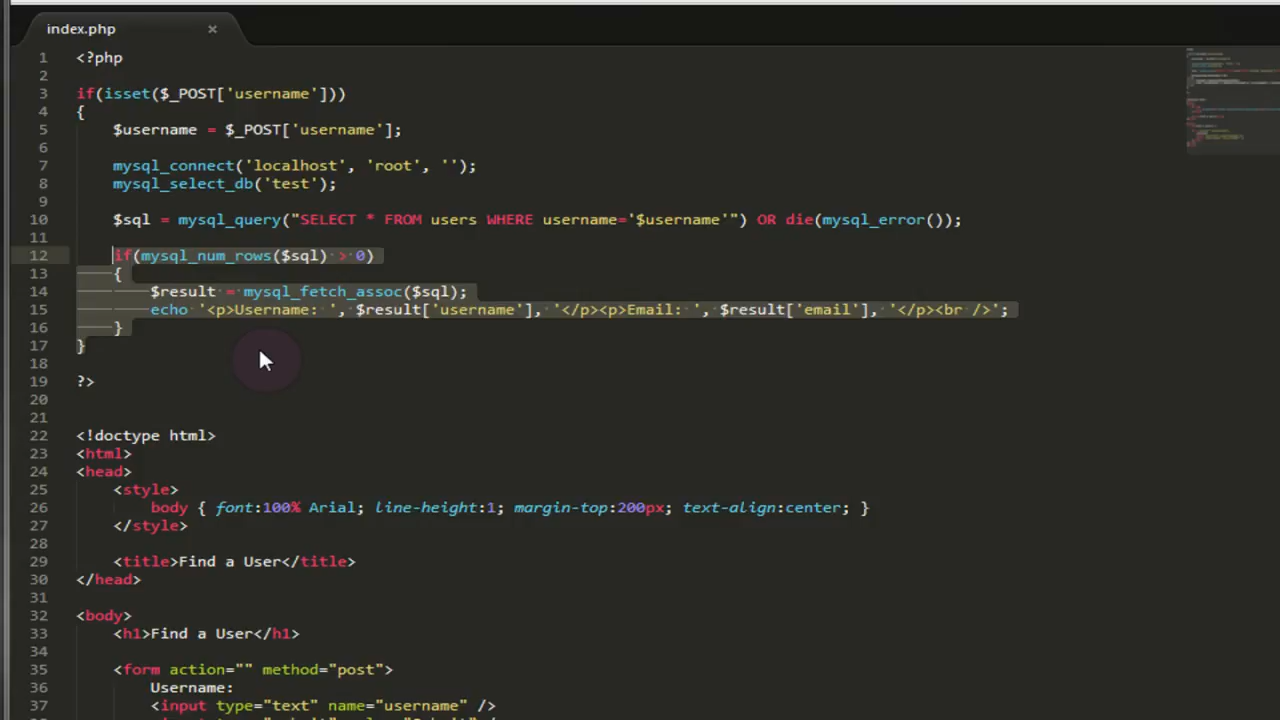 index.php ×
1 <?php
2
3 if(isset($_POST['username']))
4 {
5 $username = $_POST['username'];
6
7 mysql_connect('localhost', 'root', '');
8 mysql_select_db('test');
9
10 $sql = mysql_query("SELECT * FROM users WHERE username='$username'") OR die(mysql_error());
11
12 if(mysql_num_rows($sql) > 0)
13 {
14 $result = mysql_fetch_assoc($sql);
15 echo '<p>Username: ', $result['username'], '</p><p>Email: ', $result['email'], '</p><br />';
16 }
17 }
18
19 ?>
20
21
22 <!doctype html>
23 <html>
24 <head>
25 <style>
26 body { font:100% Arial; line-height:1; margin-top:200px; text-align:center; }
27 </style>
28
29 <title>Find a User</title>
30 </head>
31
32 <body>
33 <h1>Find a User</h1>
34
35 <form action="" method="post">
36 Username:
37 <input type="text" name="username" />